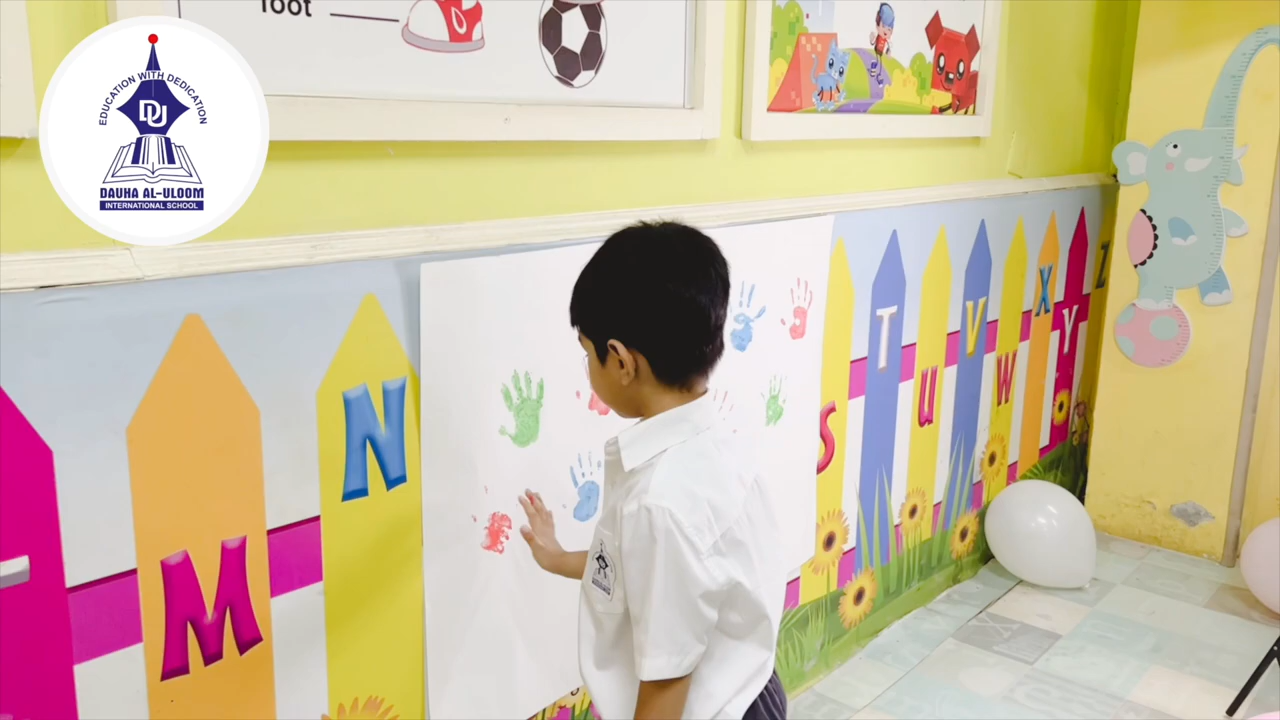 foot
EDUCATION WITH DEDICATION
DU
DAUHA AL-ULOOM
INTERNATIONAL SCHOOL
M
N
S
T
U
V
W
X
Y
Z